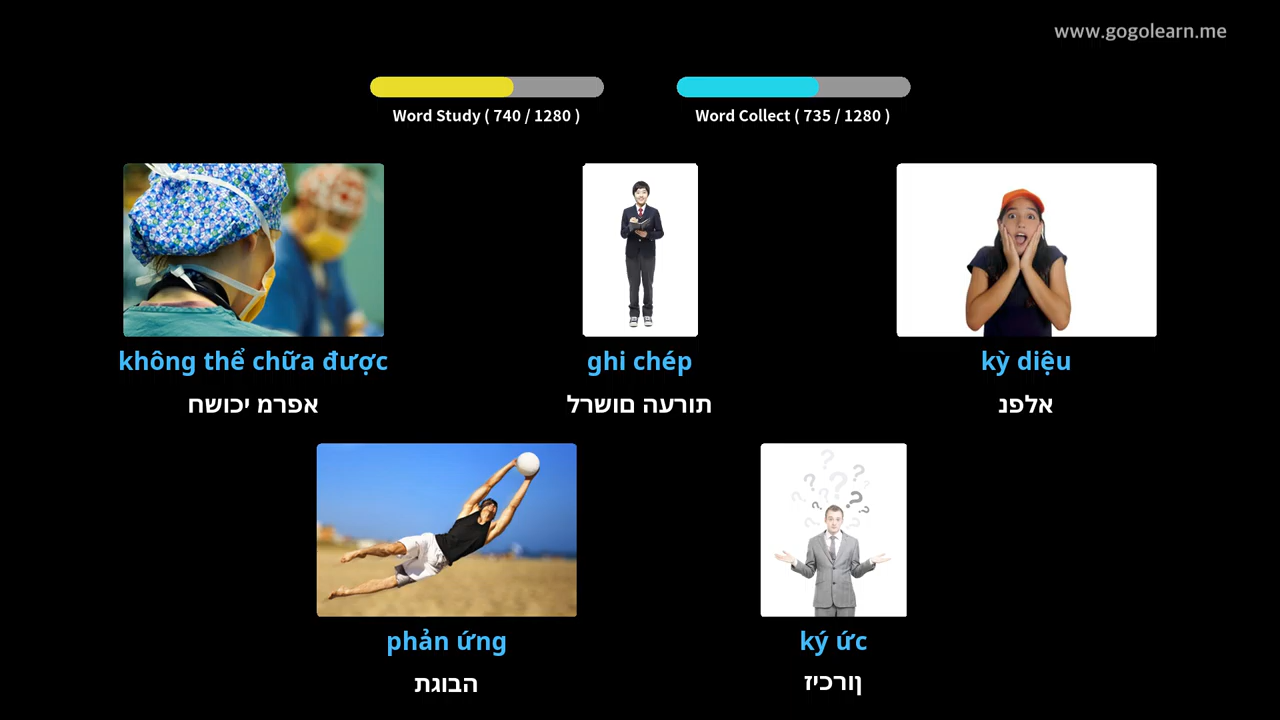 www.gogolearn.me
Word Study ( 740 / 1280 )
Word Collect ( 735 / 1280 )
không thể chữa được
חשוכי מרפא
ghi chép
לרשום הערות
kỳ diệu
נפלא
phản ứng
תגובה
ký ức
זיכרון